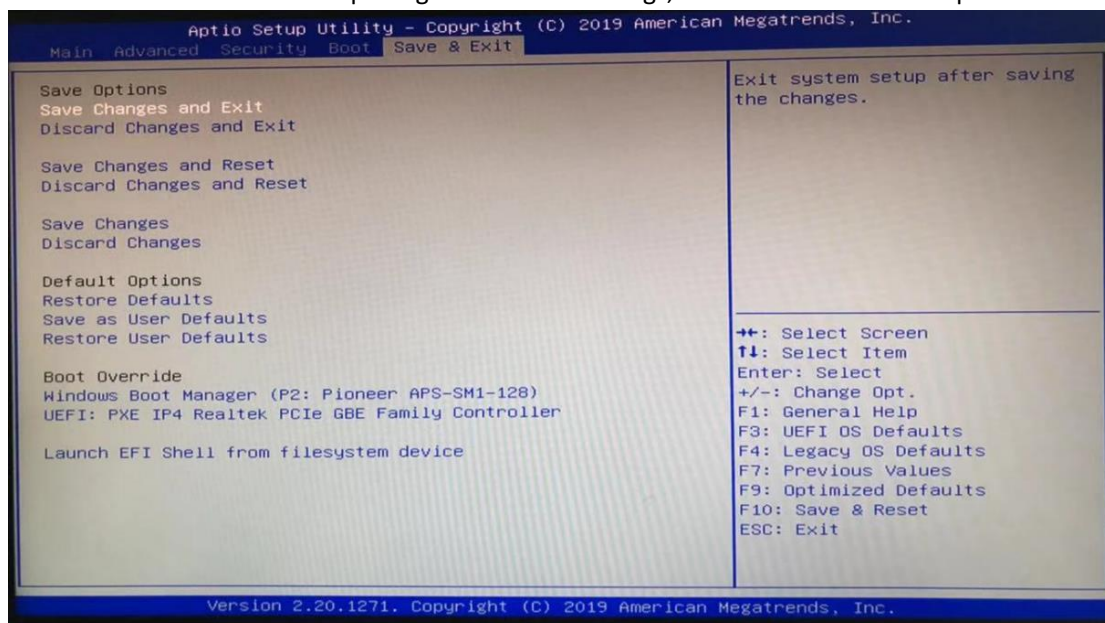 Aptio Setup Utility – Copyright (C) 2019 American Megatrends, Inc.
Main Advanced Security Boot Save & Exit
Save Options
Save Changes and Exit
Discard Changes and Exit
Save Changes and Reset
Discard Changes and Reset
Save Changes
Discard Changes
Default Options
Restore Defaults
Save as User Defaults
Restore User Defaults
Boot Override
Windows Boot Manager (P2: Pioneer APS-SM1-128)
UEFI: PXE IP4 Realtek PCIe GBE Family Controller
Launch EFI Shell from filesystem device
Exit system setup after saving
the changes.
→←: Select Screen
↑↓: Select Item
Enter: Select
+/-: Change Opt.
F1: General Help
F3: UEFI OS Defaults
F4: Legacy OS Defaults
F7: Previous Values
F9: Optimized Defaults
F10: Save & Reset
ESC: Exit
Version 2.20.1271. Copyright (C) 2019 American Megatrends, Inc.